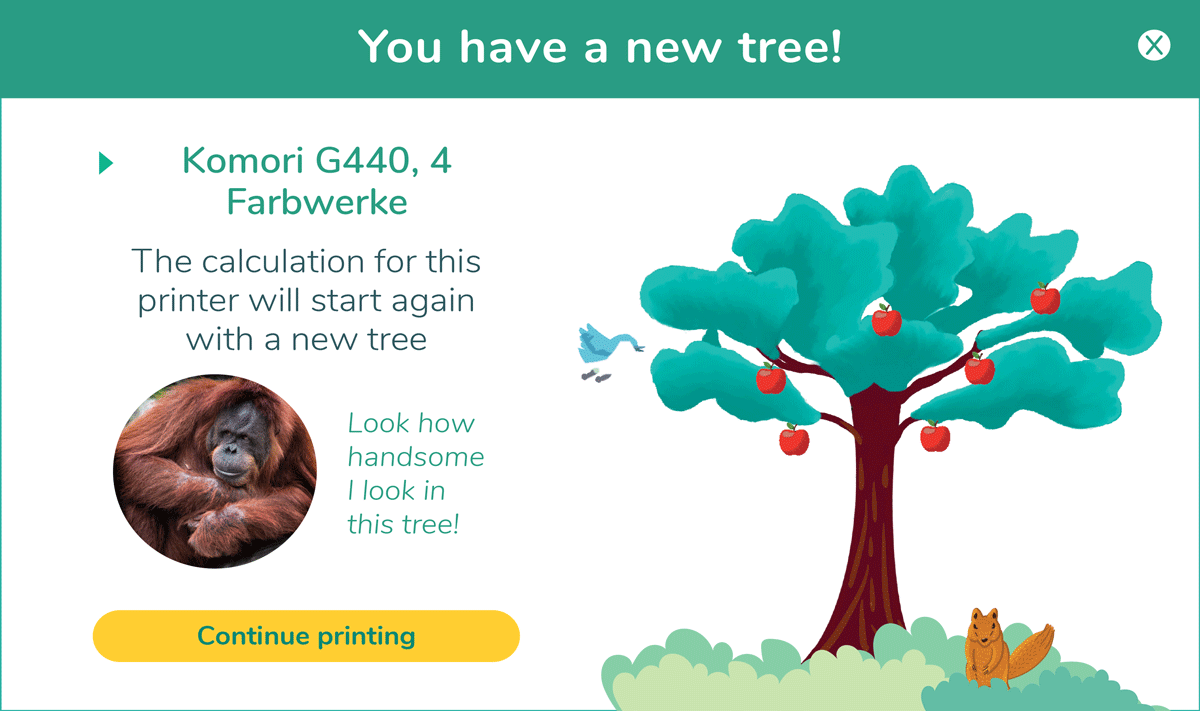 You have a new tree!
X
Komori G440, 4
Farbwerke
The calculation for this
printer will start again
with a new tree
Look how
handsome
I look in
this tree!
Continue printing